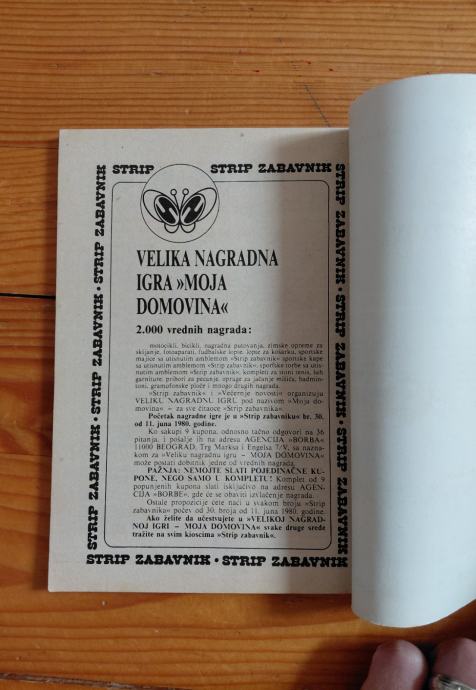 STRIP STRIP ZABAVNIK
STRIP ZABAVNIK • STRIP ZABAVNIK
STRIP ZABAVNIK • STRIP ZABAVNIK
VELIKA NAGRADNA
IGRA »MOJA
DOMOVINA«
2.000 vrednih nagrada:
motocikli, bicikli, nagradna putovanja, zimske opreme za
skijanje, fotoaparati, fudbalske lopte, lopte za košarku, sportske
majice sa utisnutim amblemom »Strip zabavnik« sportske kape
sa utisnutim amblemom »Strip zabavnik«, sportske torbe sa utis-
nutim amblemom »Strip zabavnik«, kompleti za stoni tenis,
garniture pribori za pecanje, sprage za jačanje mišića, badmin-
toni, gramofonske ploče i mnogo drugih nagrada.
»Strip zabavnik« i »Večernje novosti« organizuju
VELIKU NAGRADNU IGRU pod nazivom »Moja do-
movina« – za sve čitaoce »Strip zabavnika«.
Početak nagradne igre je u »Strip zabavniku« br. 30.
od 11. juna 1980. godine.
Ko sakupi 9 kupona, odnosno tačno odgovori na 36
pitanja, i pošalje ih na adresu AGENCIJA »BORBA«
11000 BEOGRAD, Trg Marksa i Engelsa 7/V, sa nazna-
kom za »Veliku nagradnu igru – MOJA DOMOVINA«
može postati dobitnik jedne od vrednih nagrada.
PAŽNJA: NEMOJTE SLATI POJEDINAČNE KU-
PONE, NEGO SAMO U KOMPLETU! Komplet od 9
popunjenih kupona slati isključivo na adresu AGEN-
CIJA »BORBE«, gde će se obaviti izvlačenje nagrada.
Ostale propozicije ćete naći u svakom broju »Strip
zabavnika« počev od 30. broja od 11. juna 1980. godine.
Ako želite da učestvujete u »VELIKOJ NAGRAD-
NOJ IGRI – MOJA DOMOVINA« svake druge srede
tražite na svim kioscima »Strip zabavnik«.
STRIP ZABAVNIK • STRIP ZABAVNIK